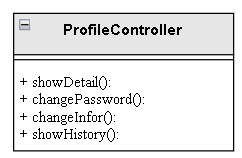 ProfileController
+ showDetail():
+ changePassword():
+ changeInfor():
+ showHistory():